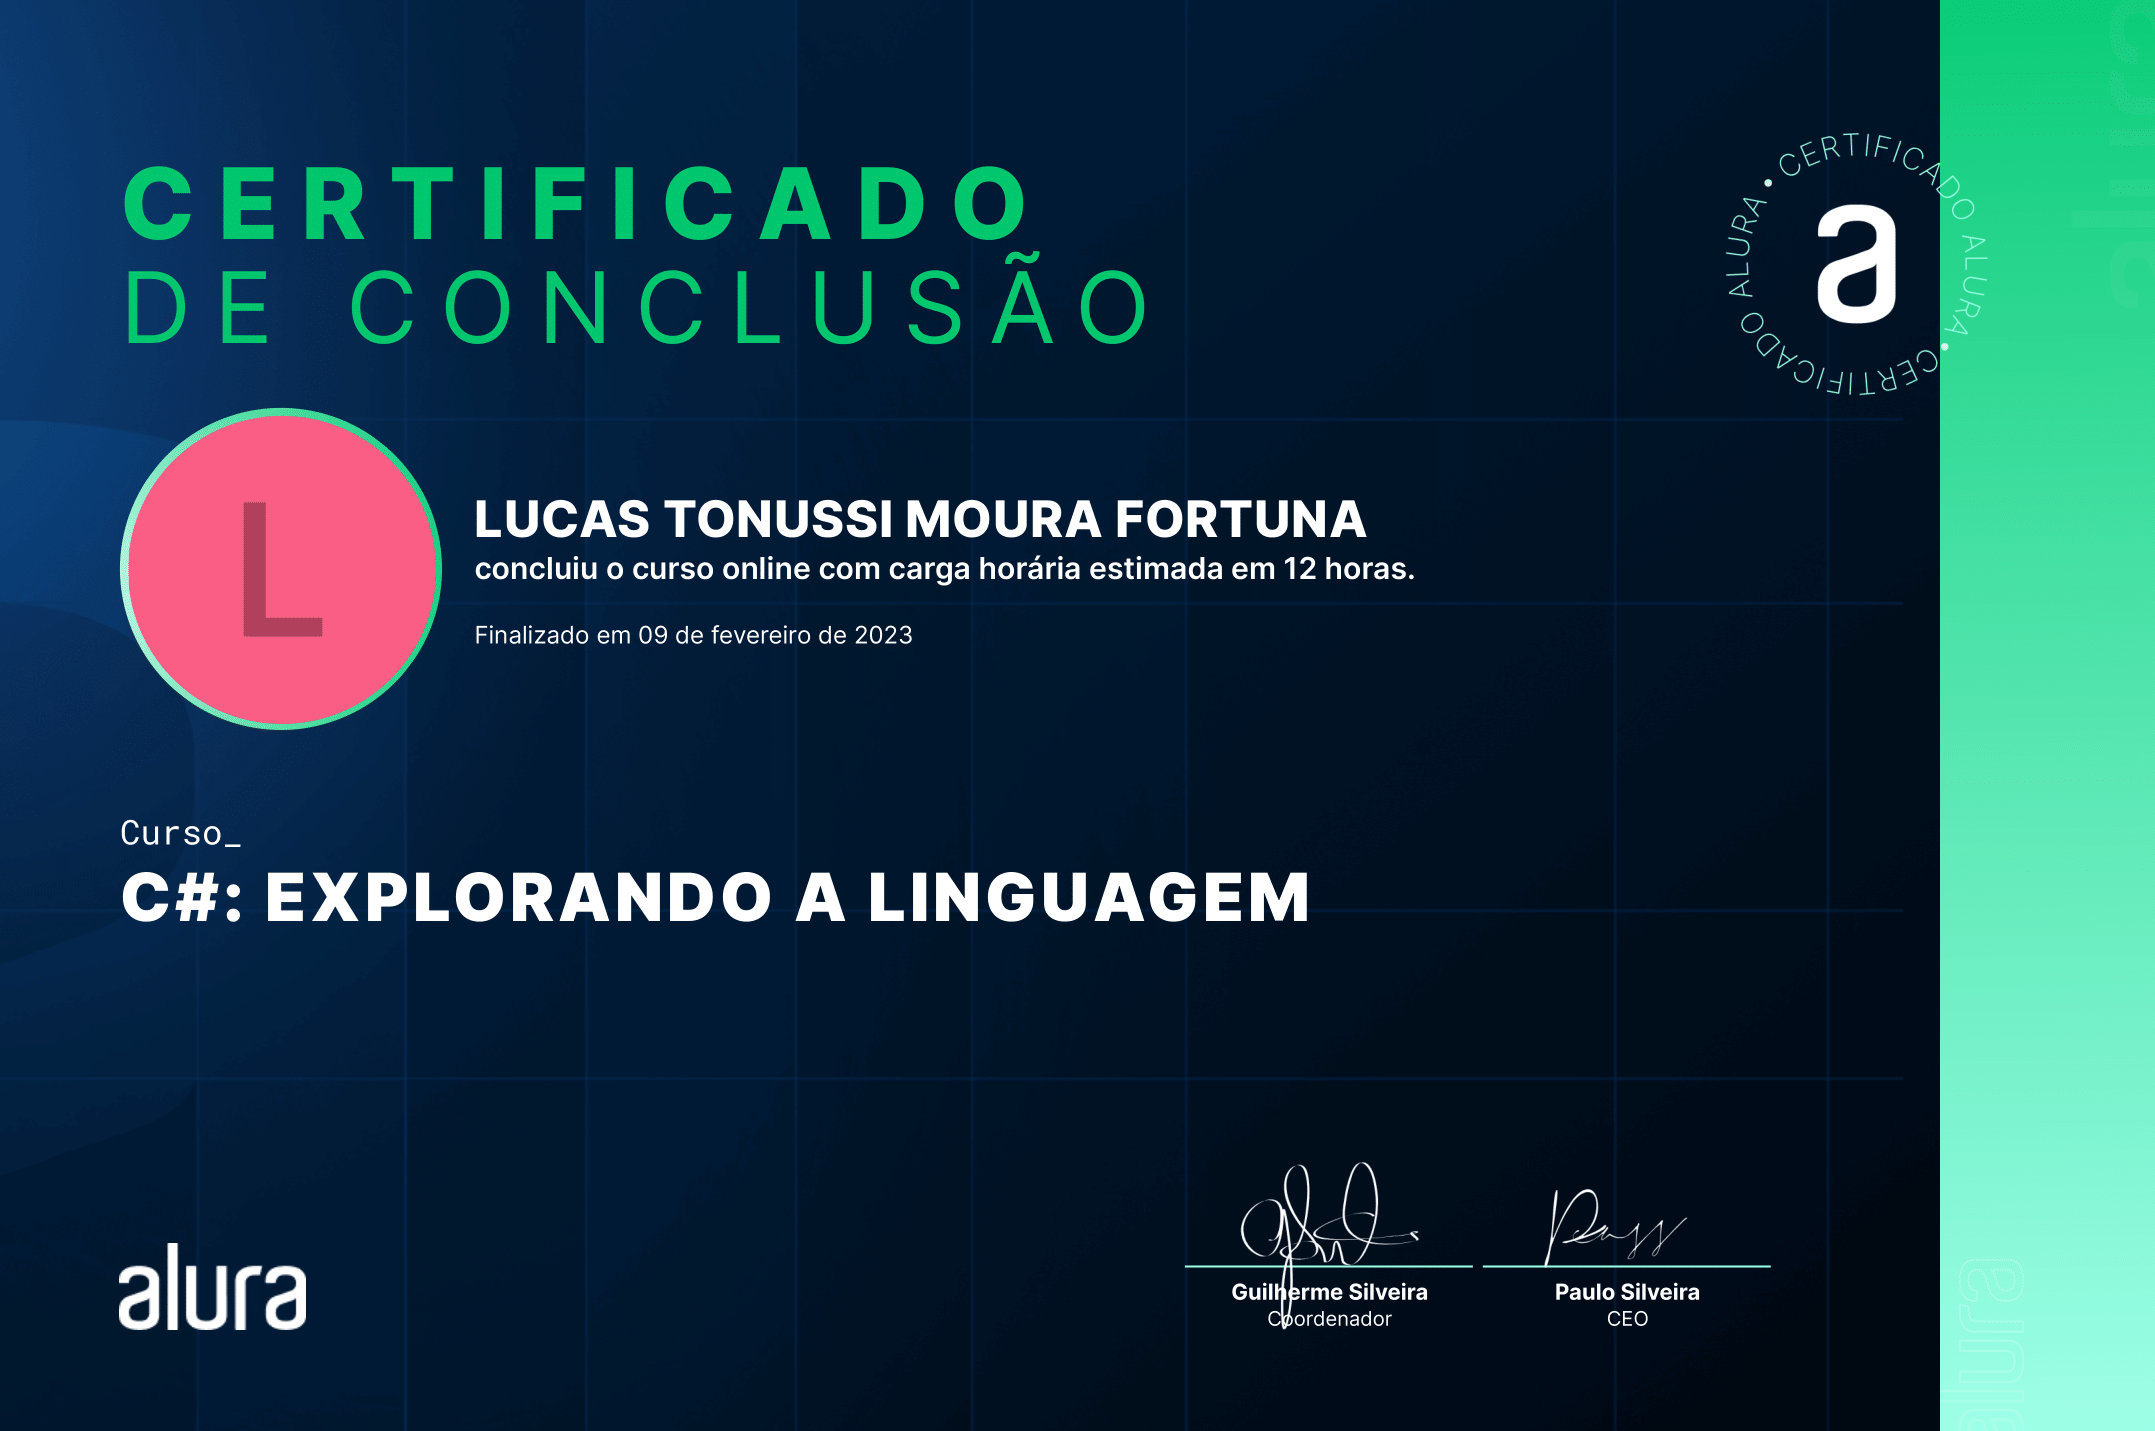 CERTIFICADO
DE CONCLUSÃO
CERTIFICADO ALURA • CERTIFICADO ALURA •
a
L
LUCAS TONUSSI MOURA FORTUNA
concluiu o curso online com carga horária estimada em 12 horas.
Finalizado em 09 de fevereiro de 2023
Curso_
C#: EXPLORANDO A LINGUAGEM
Guilherme Silveira
Coordenador
Paulo Silveira
CEO
alura
alura
alura